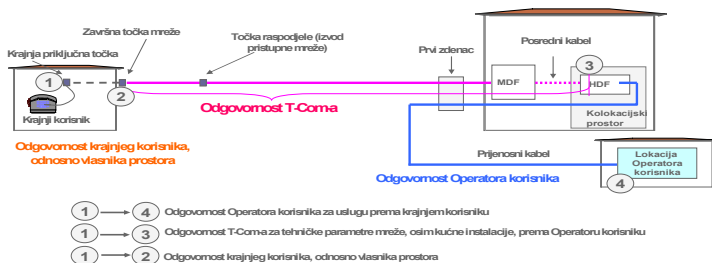 Završna točka mreže
Krajnja priključna točka
Točka raspodjele (izvod
pristupne mreže)
Prvi zdenac
Posredni kabel
1
2
3
MDF
HDF
Kolokacijski
prostor
Krajnji korisnik
Odgovornost T-Com-a
Odgovornost krajnjeg korisnika,
odnosno vlasnika prostora
Prijenosni kabel
Odgovornost Operatora korisnika
Lokacija
Operatora
korisnika
4
1 4 Odgovornost Operatora korisnika za uslugu prema krajnjem korisniku
1 3 Odgovornost T-Com-a za tehničke parametre mreže, osim kućne instalacije, prema Operatoru korisniku
1 2 Odgovornost krajnjeg korisnika, odnosno vlasnika prostora